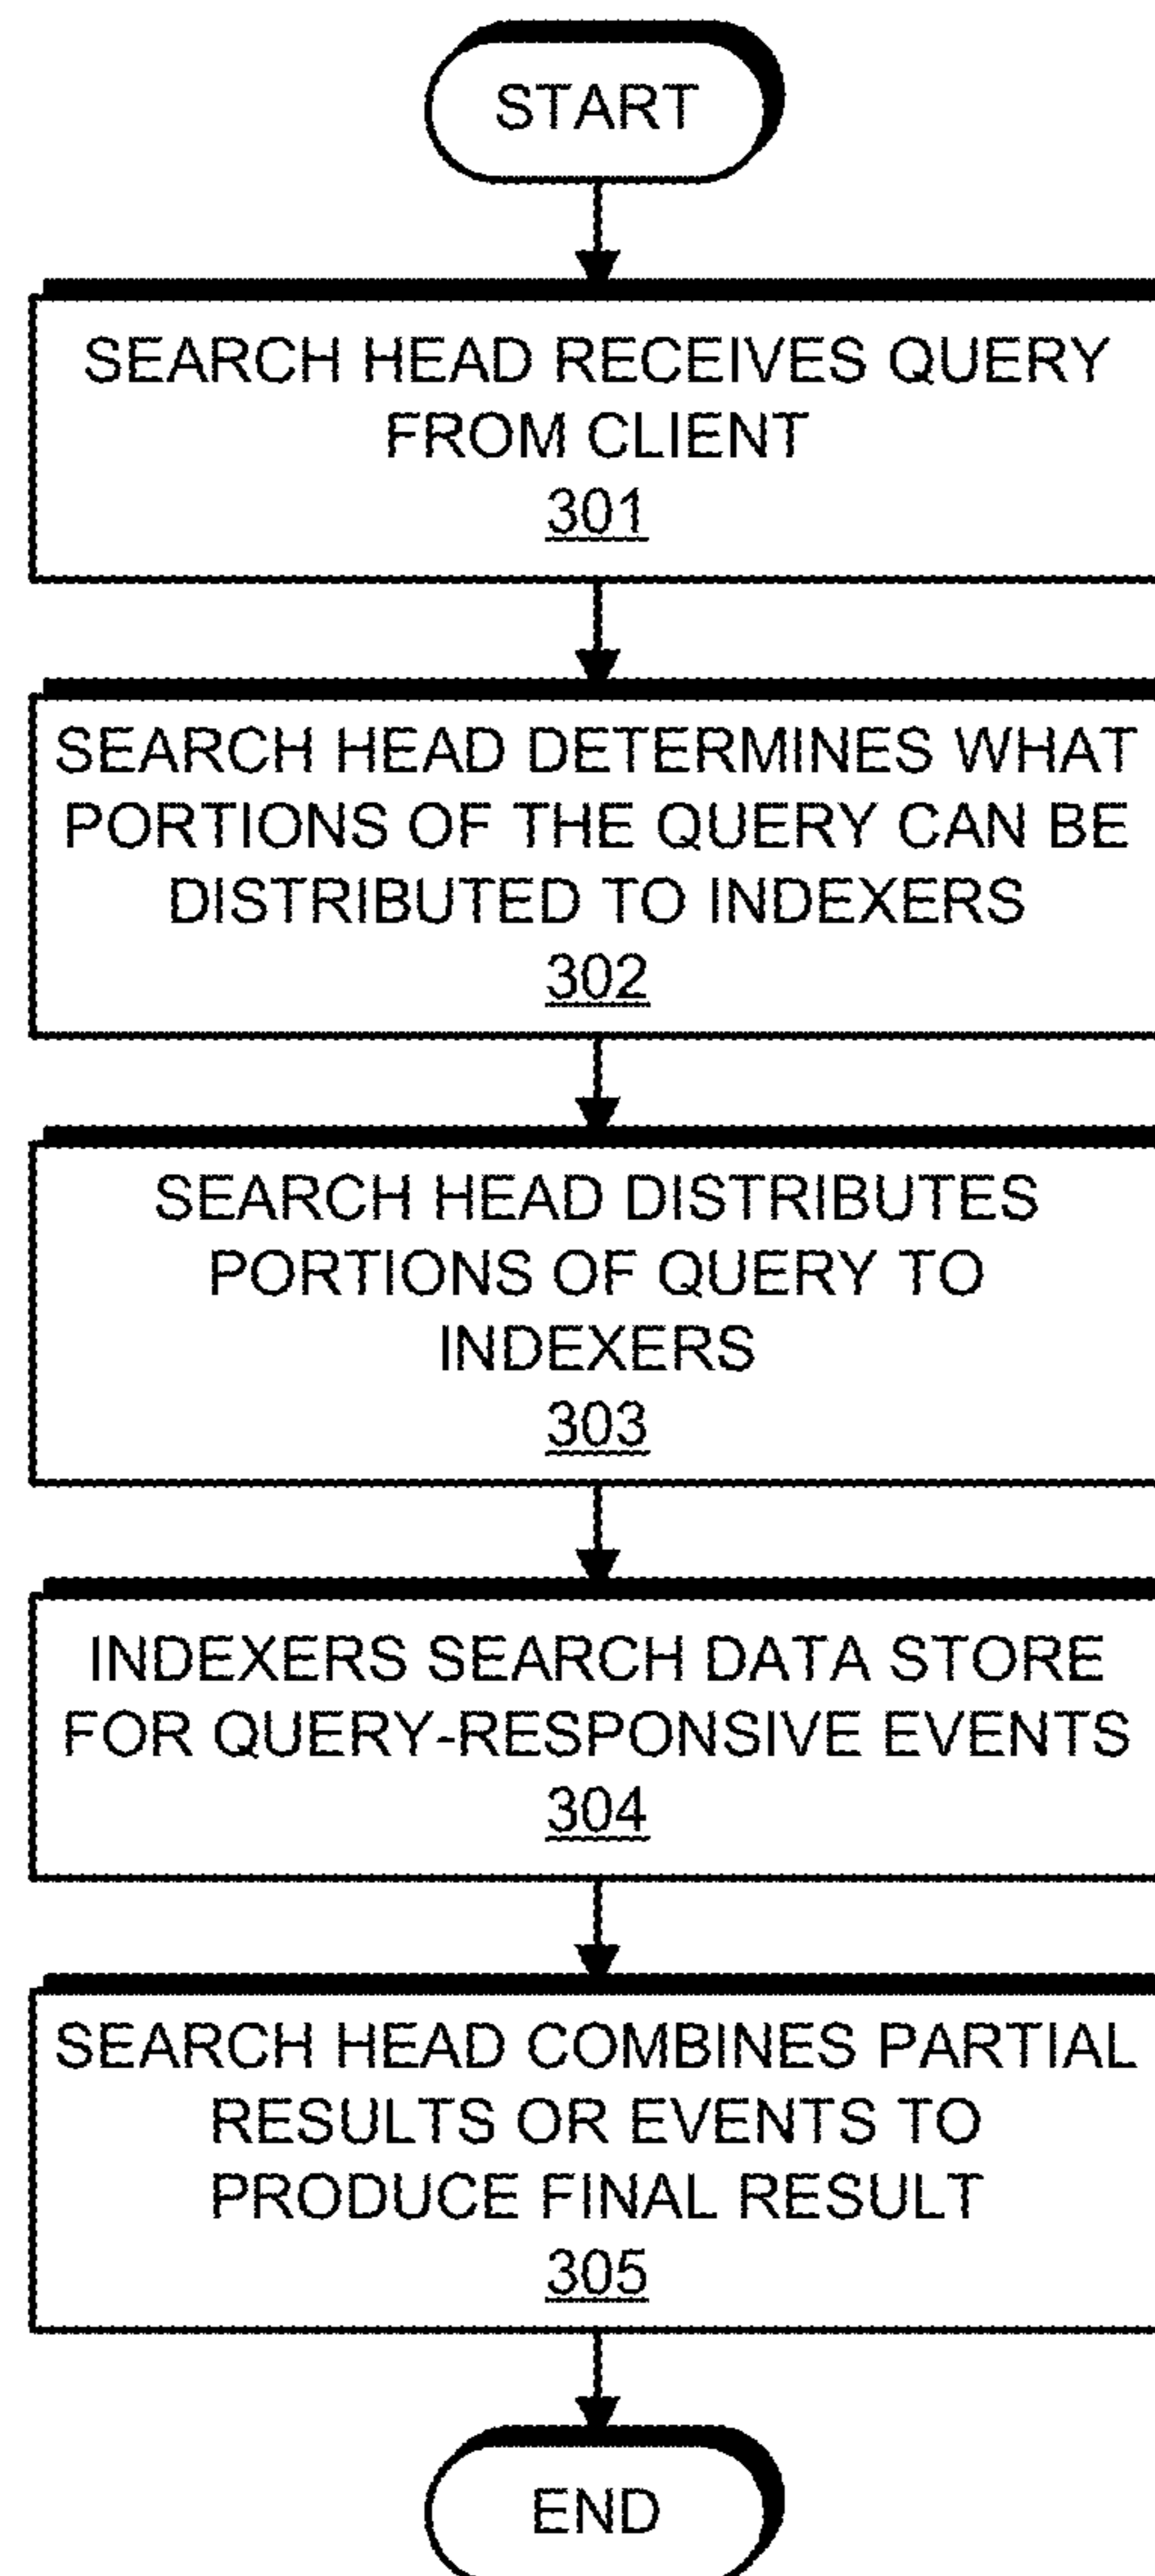 START
SEARCH HEAD RECEIVES QUERY
FROM CLIENT
301
SEARCH HEAD DETERMINES WHAT
PORTIONS OF THE QUERY CAN BE
DISTRIBUTED TO INDEXERS
302
SEARCH HEAD DISTRIBUTES
PORTIONS OF QUERY TO
INDEXERS
303
INDEXERS SEARCH DATA STORE
FOR QUERY-RESPONSIVE EVENTS
304
SEARCH HEAD COMBINES PARTIAL
RESULTS OR EVENTS TO
PRODUCE FINAL RESULT
305
END